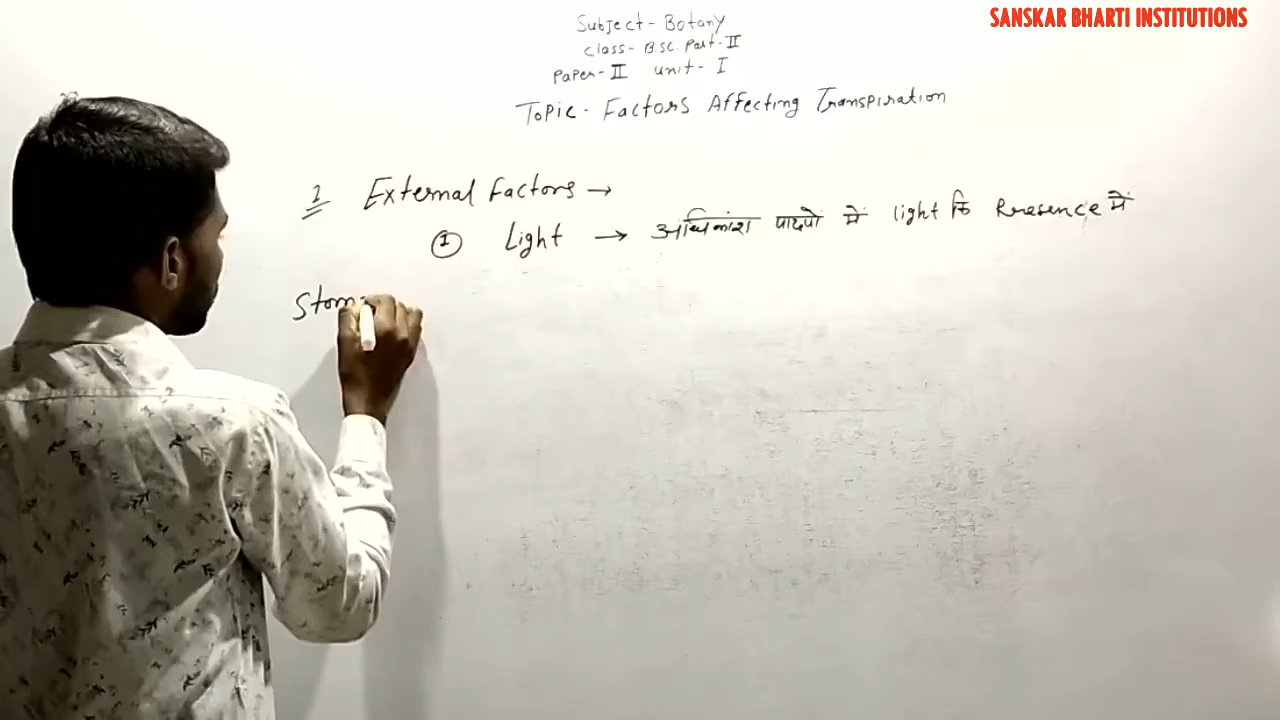 SANSKAR BHARTI INSTITUTIONS
Subject - Botany
Class - B.SC. Part - II
Paper - II Unit - I
Topic - Factors Affecting Transpiration
1 External Factors →
① Light → अधिकांश पादपो मे light कि Presence में
Stom